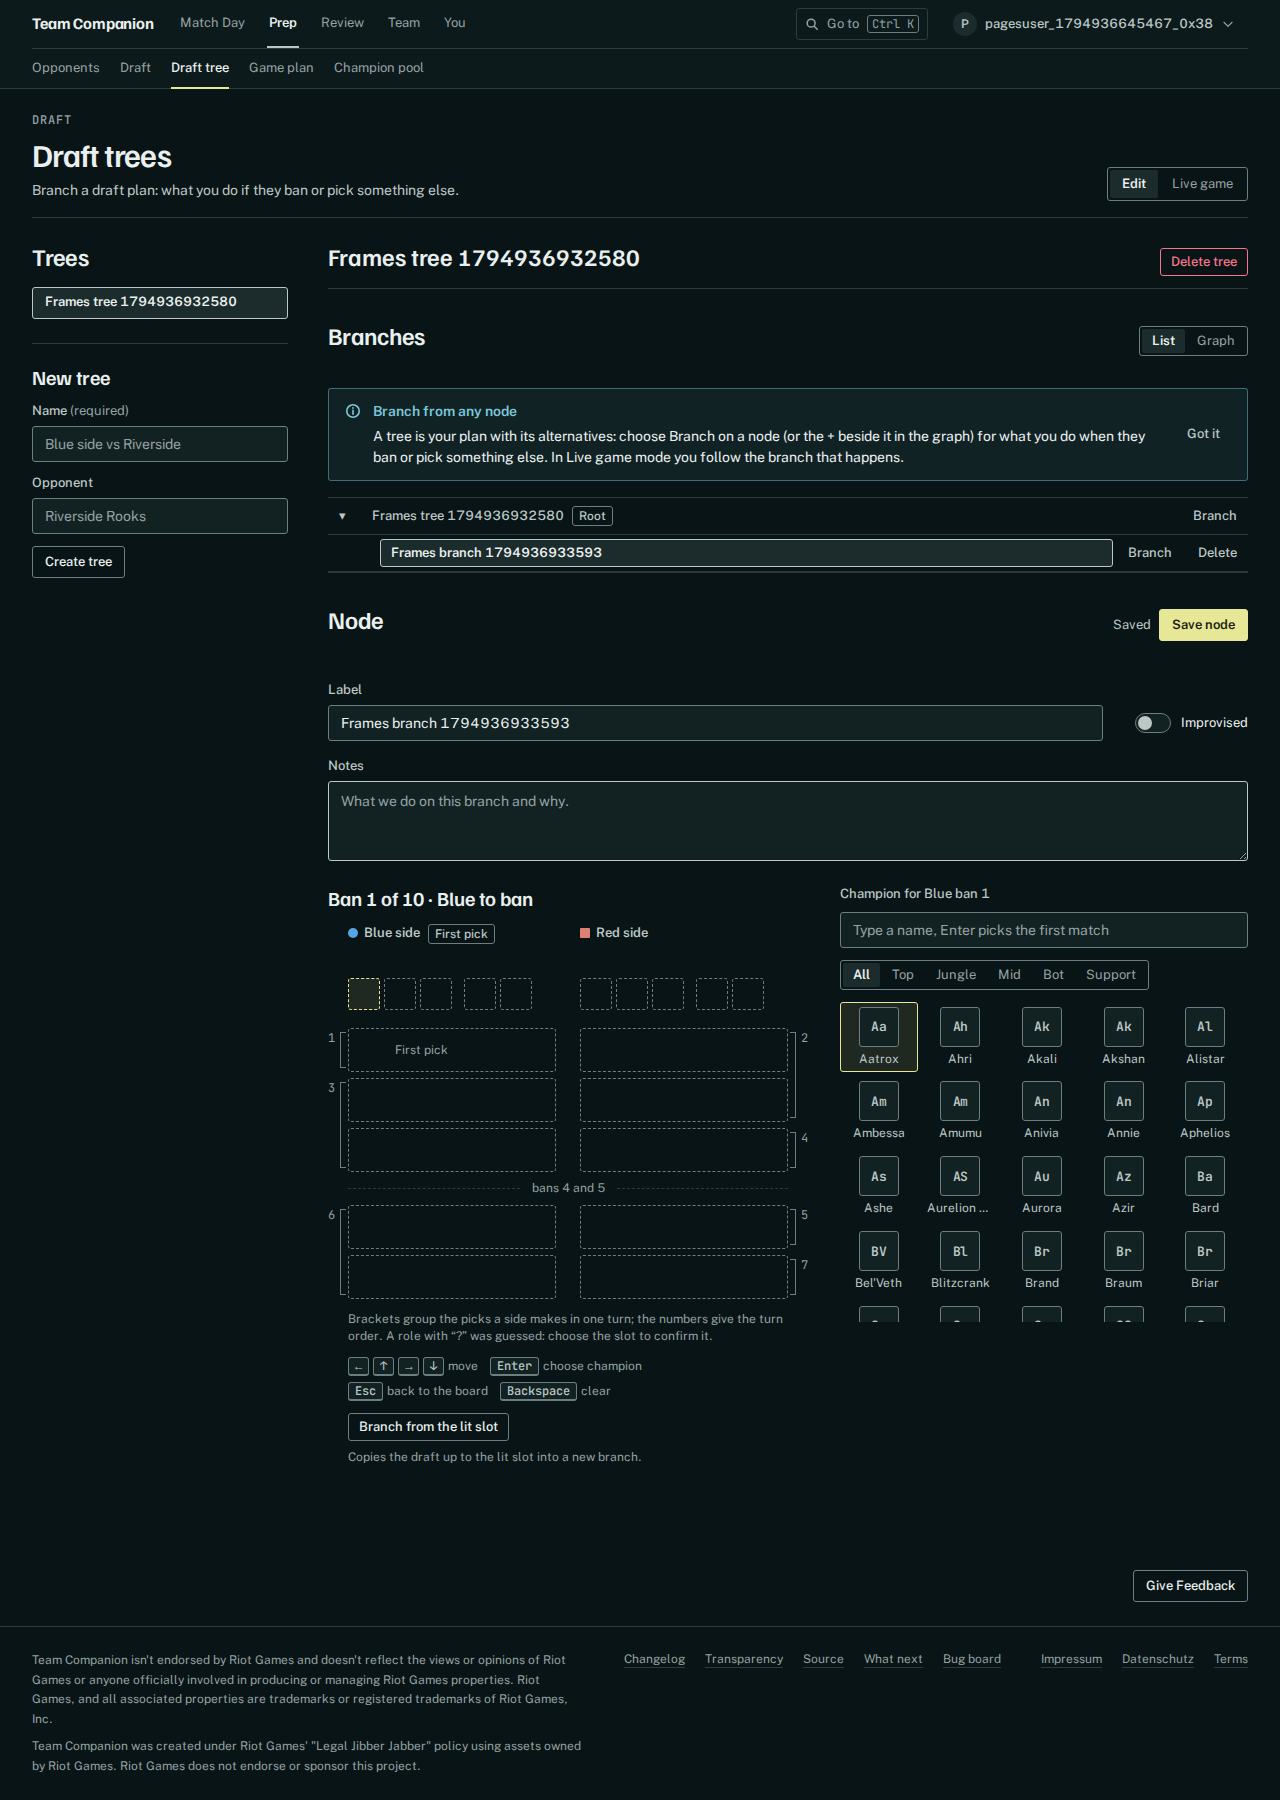 Team Companion
Match Day
Prep
Review
Team
You
Go to
Ctrl K
P
pagesuser_1794936645467_0x38
Opponents
Draft
Draft tree
Game plan
Champion pool
DRAFT
Draft trees
Branch a draft plan: what you do if they ban or pick something else.
Edit
Live game
Trees
Frames tree 1794936932580
New tree
Name (required)
Blue side vs Riverside
Opponent
Riverside Rooks
Create tree
Frames tree 1794936932580
Delete tree
Branches
List
Graph
Branch from any node
A tree is your plan with its alternatives: choose Branch on a node (or the + beside it in the graph) for what you do when they
ban or pick something else. In Live game mode you follow the branch that happens.
Got it
Frames tree 1794936932580
Root
Branch
Frames branch 1794936933593
Branch
Delete
Node
Saved
Save node
Label
Frames branch 1794936933593
Improvised
Notes
What we do on this branch and why.
Ban 1 of 10 · Blue to ban
Blue side
First pick
Red side
1
First pick
2
3
4
bans 4 and 5
6
5
7
Brackets group the picks a side makes in one turn; the numbers give the turn
order. A role with “?” was guessed: choose the slot to confirm it.
← ↑ → ↓ move Enter choose champion
Esc back to the board Backspace clear
Branch from the lit slot
Copies the draft up to the lit slot into a new branch.
Champion for Blue ban 1
Type a name, Enter picks the first match
All
Top
Jungle
Mid
Bot
Support
Aa Ah Ak Ak Al
Aatrox Ahri Akali Akshan Alistar
Am Am An An Ap
Ambessa Amumu Anivia Annie Aphelios
As AS Au Az Ba
Ashe Aurelion ... Aurora Azir Bard
BV Bl Br Br Br
Bel'Veth Blitzcrank Brand Braum Briar
Give Feedback
Team Companion isn't endorsed by Riot Games and doesn't reflect the views or opinions of Riot
Games or anyone officially involved in producing or managing Riot Games properties. Riot
Games, and all associated properties are trademarks or registered trademarks of Riot Games,
Inc.
Team Companion was created under Riot Games' "Legal Jibber Jabber" policy using assets owned
by Riot Games. Riot Games does not endorse or sponsor this project.
Changelog
Transparency
Source
What next
Bug board
Impressum
Datenschutz
Terms